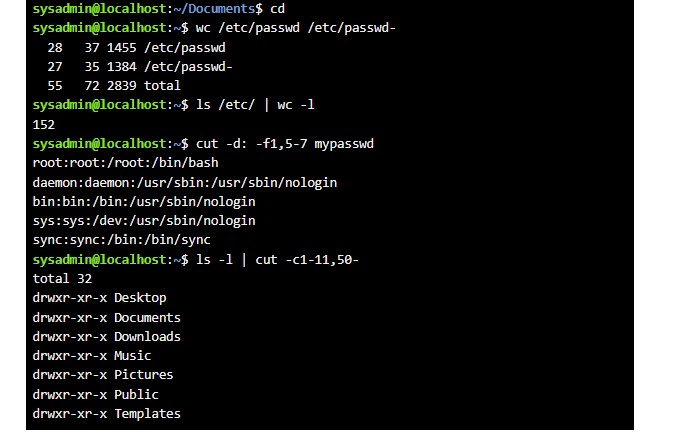 sysadmin@localhost:~/Documents$ cd
sysadmin@localhost:~$ wc /etc/passwd /etc/passwd-
  28   37 1455 /etc/passwd
  27   35 1384 /etc/passwd-
  55   72 2839 total
sysadmin@localhost:~$ ls /etc/ | wc -l
152
sysadmin@localhost:~$ cut -d: -f1,5-7 mypasswd
root:root:/root:/bin/bash
daemon:daemon:/usr/sbin:/usr/sbin/nologin
bin:bin:/bin:/usr/sbin/nologin
sys:sys:/dev:/usr/sbin/nologin
sync:sync:/bin:/bin/sync
sysadmin@localhost:~$ ls -l | cut -c1-11,50-
total 32
drwxr-xr-x Desktop
drwxr-xr-x Documents
drwxr-xr-x Downloads
drwxr-xr-x Music
drwxr-xr-x Pictures
drwxr-xr-x Public
drwxr-xr-x Templates